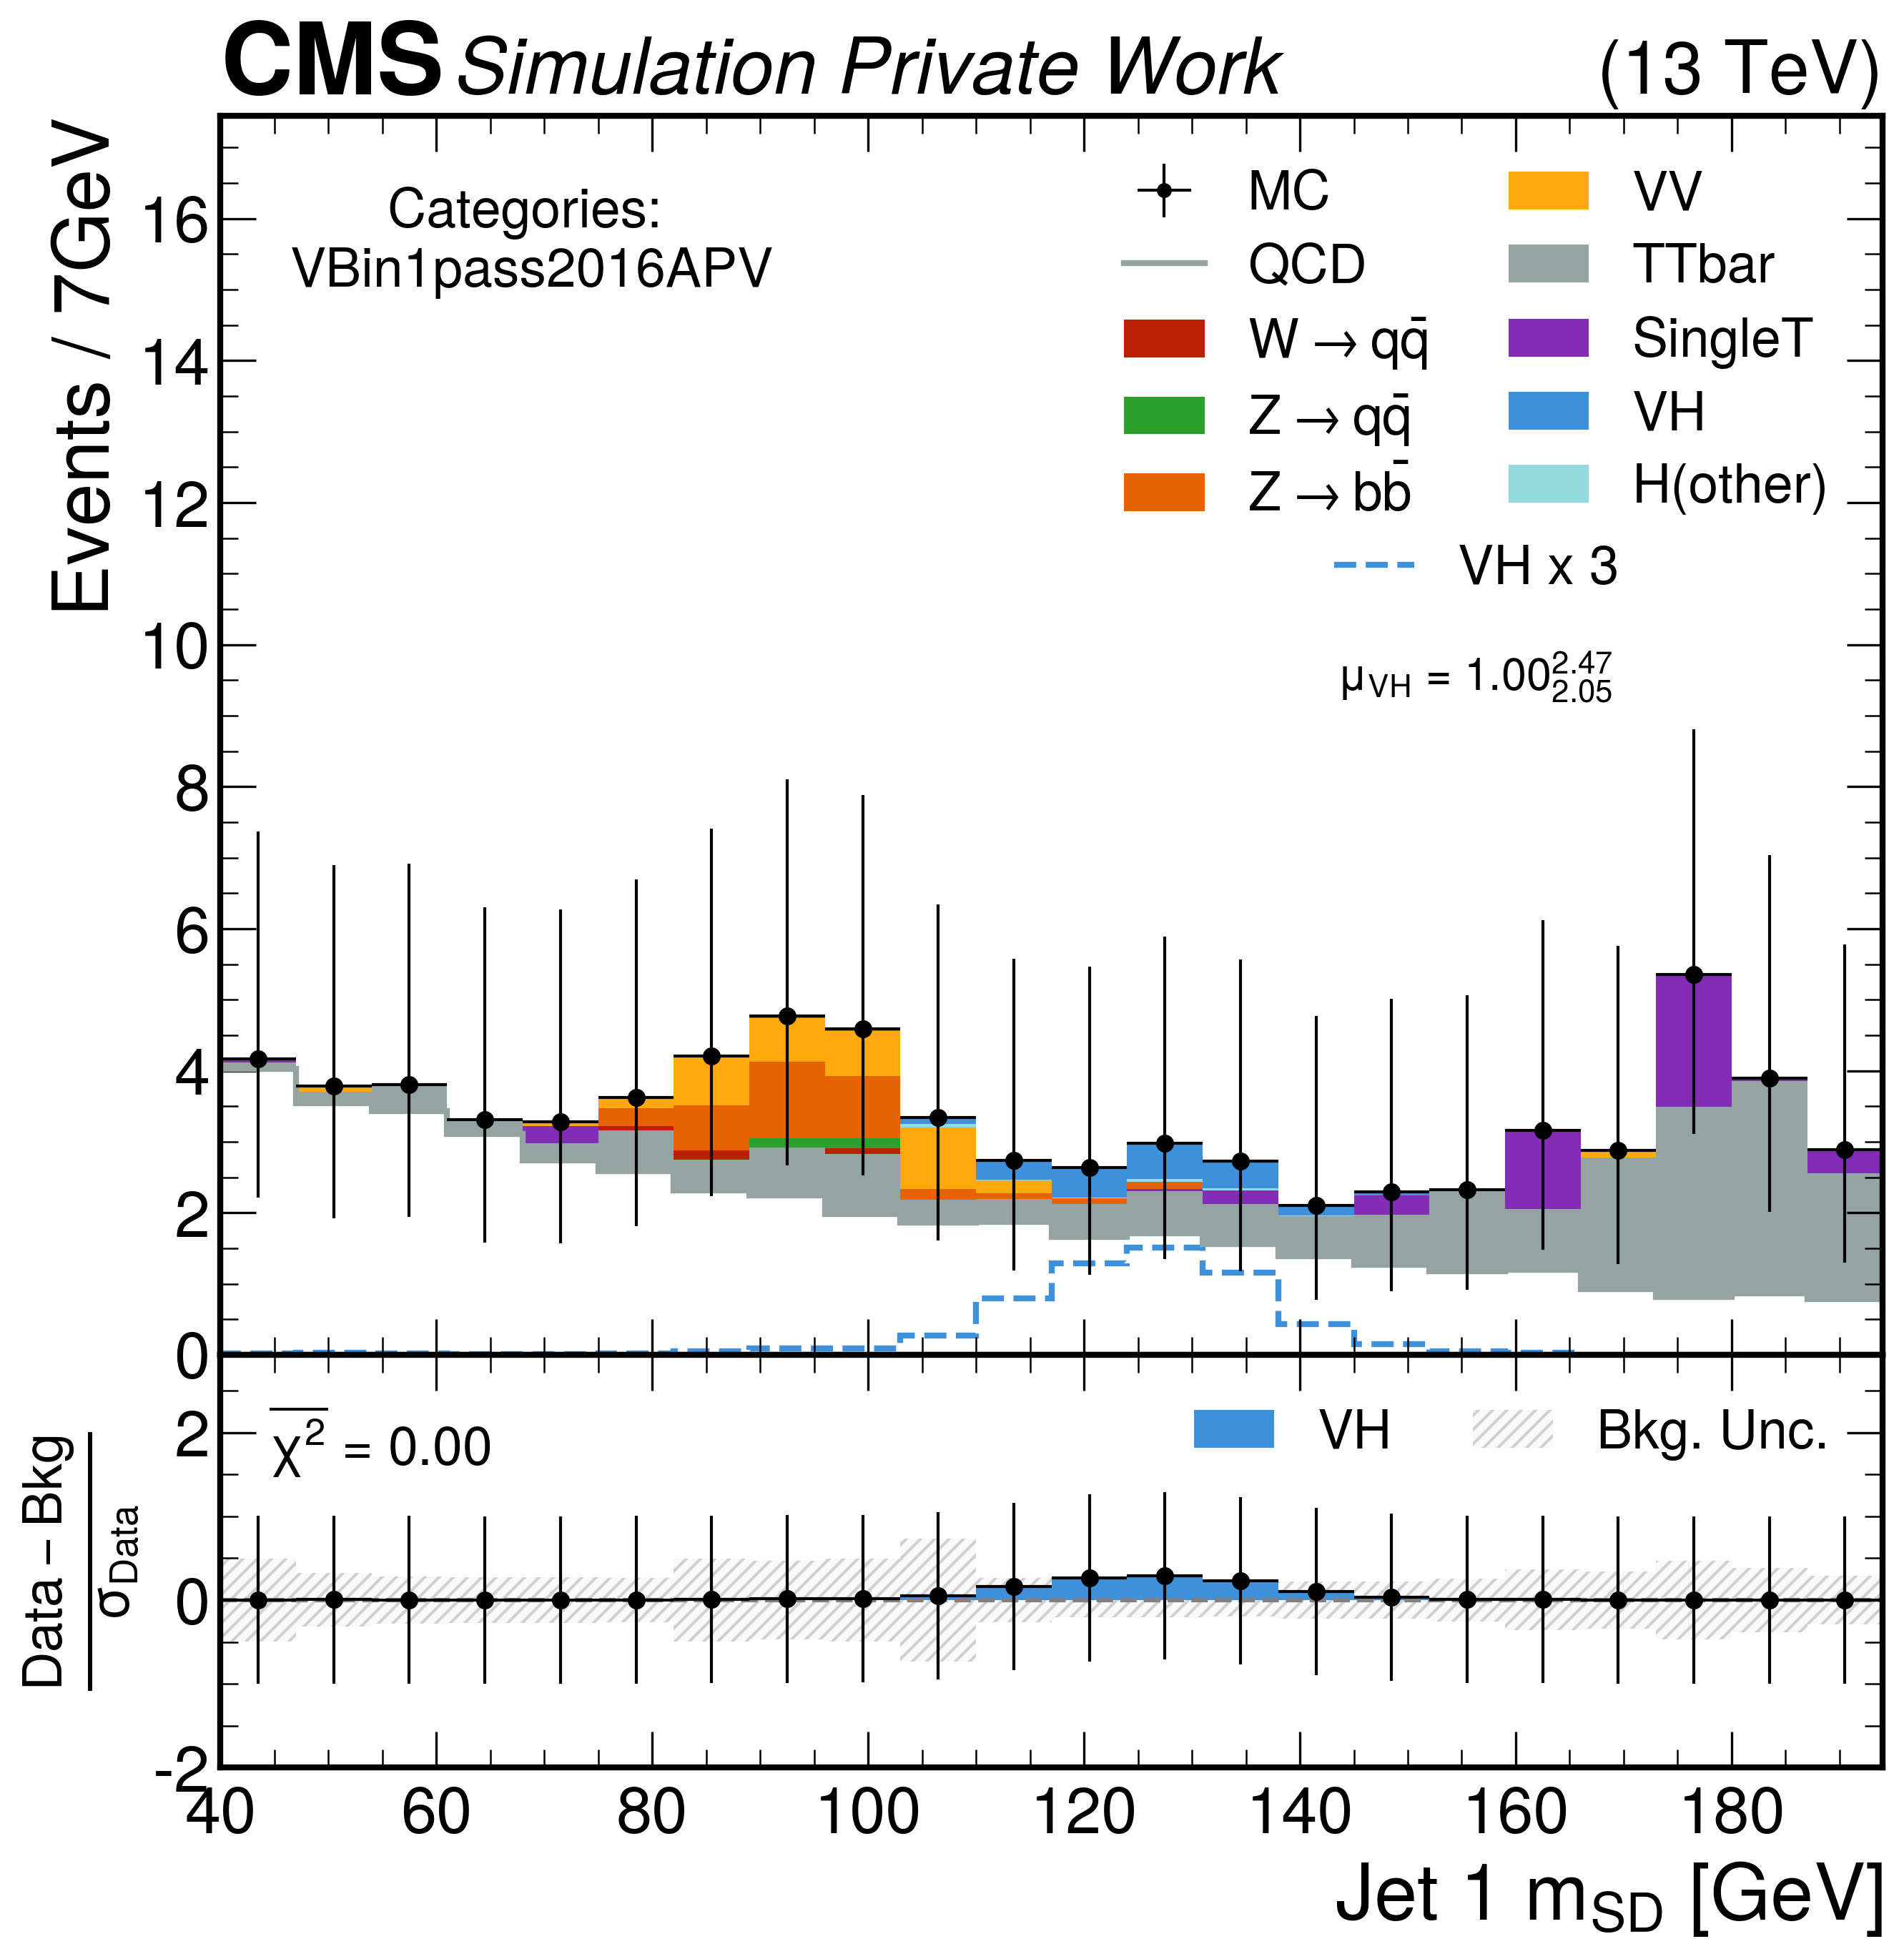 CMS Simulation Private Work (13 TeV)
Events / 7GeV
Categories:
VBin1pass2016APV
MC
QCD
W → qq̄
Z → qq̄
Z → bb̄
VV
TTbar
SingleT
VH
H(other)
VH x 3
μ_VH = 1.00^2.47_2.05
16
14
12
10
8
6
4
2
0
Data − Bkg
σ_Data
χ̅²̅ = 0.00
VH
Bkg. Unc.
2
0
-2
40 60 80 100 120 140 160 180
Jet 1 m_SD [GeV]